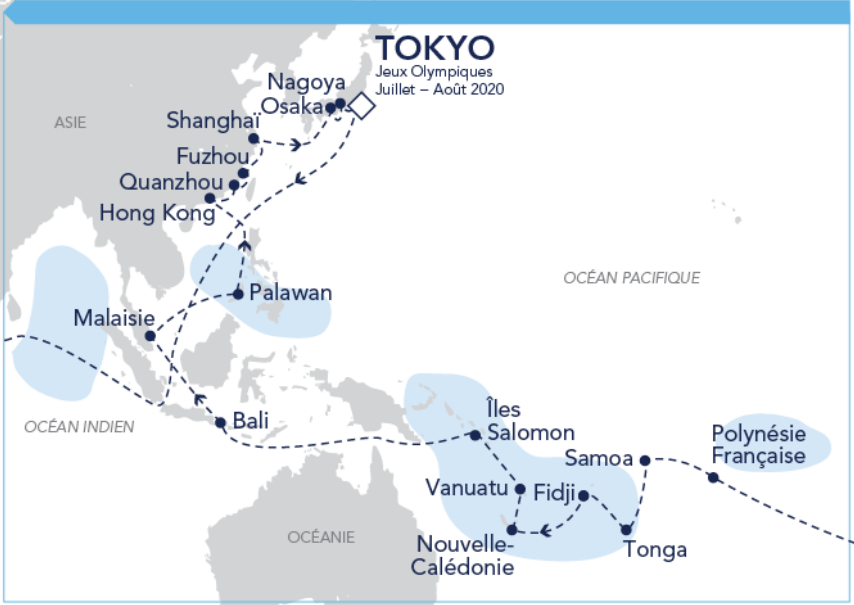 TOKYO
Jeux Olympiques
Juillet – Août 2020
Nagoya
Osaka
ASIE
Shanghaï
Fuzhou
Quanzhou
Hong Kong
OCÉAN PACIFIQUE
Palawan
Malaisie
OCÉAN INDIEN
Bali
Îles
Salomon
Polynésie
Française
Samoa
Vanuatu
Fidji
OCÉANIE
Nouvelle-
Calédonie
Tonga